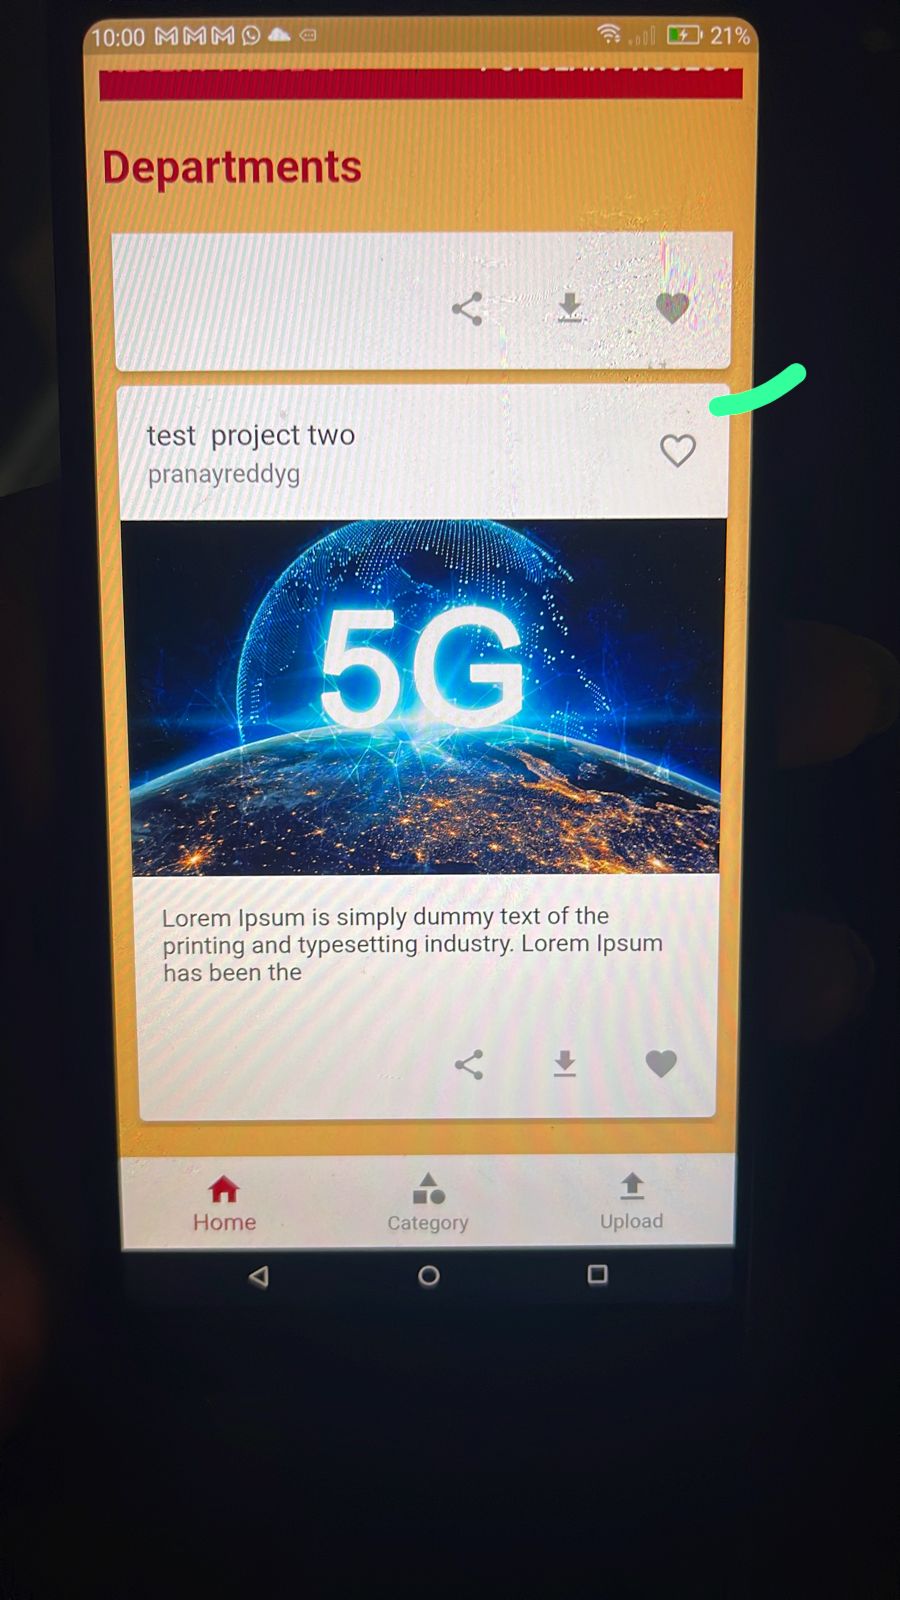 10:00
21%
Departments
test project two
pranayreddyg
5G
Lorem Ipsum is simply dummy text of the
printing and typesetting industry. Lorem Ipsum
has been the
Home
Category
Upload